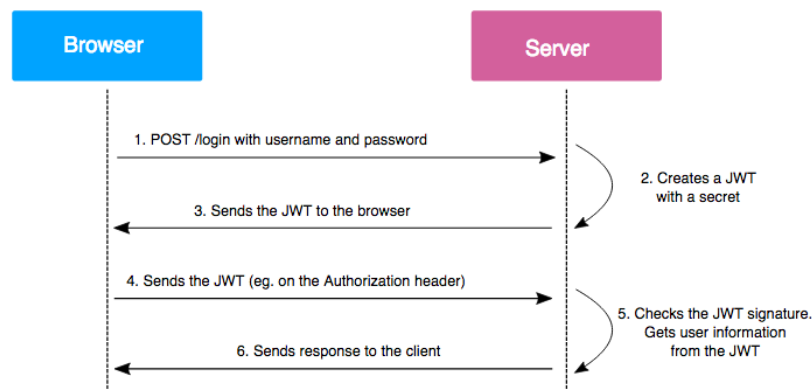 Browser
Server
1. POST /login with username and password
2. Creates a JWT
with a secret
3. Sends the JWT to the browser
4. Sends the JWT (eg. on the Authorization header)
5. Checks the JWT signature.
Gets user information
from the JWT
6. Sends response to the client